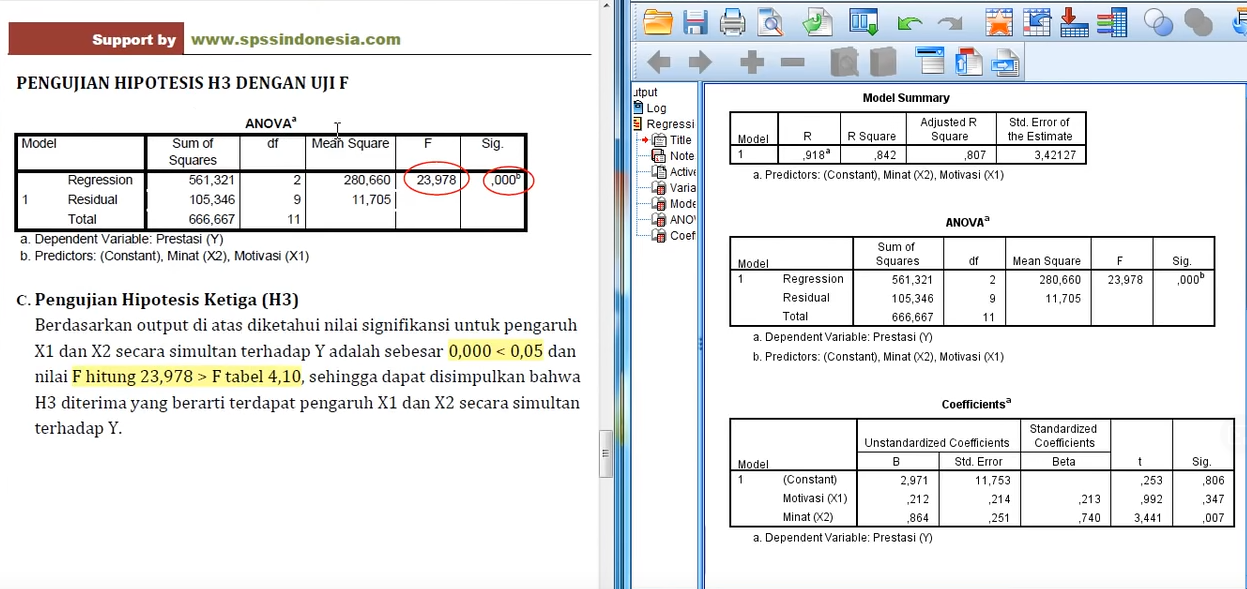 Support by www.spssindonesia.com
PENGUJIAN HIPOTESIS H3 DENGAN UJI F
ANOVAa
Model Sum of Squares df Mean Square F Sig.
Regression 561,321 2 280,660 23,978 ,000b
1 Residual 105,346 9 11,705
Total 666,667 11
a. Dependent Variable: Prestasi (Y)
b. Predictors: (Constant), Minat (X2), Motivasi (X1)
C. Pengujian Hipotesis Ketiga (H3)
Berdasarkan output di atas diketahui nilai signifikansi untuk pengaruh
X1 dan X2 secara simultan terhadap Y adalah sebesar 0,000 < 0,05 dan
nilai F hitung 23,978 > F tabel 4,10, sehingga dapat disimpulkan bahwa
H3 diterima yang berarti terdapat pengaruh X1 dan X2 secara simultan
terhadap Y.
utput
Log
Regressi
Title
Note
Active
Varia
Mode
ANO
Coef
Model Summary
Model R R Square Adjusted R Square Std. Error of the Estimate
1 ,918a ,842 ,807 3,42127
a. Predictors: (Constant), Minat (X2), Motivasi (X1)
ANOVAa
Model Sum of Squares df Mean Square F Sig.
1 Regression 561,321 2 280,660 23,978 ,000b
Residual 105,346 9 11,705
Total 666,667 11
a. Dependent Variable: Prestasi (Y)
b. Predictors: (Constant), Minat (X2), Motivasi (X1)
Coefficientsa
Unstandardized Coefficients Standardized Coefficients
Model B Std. Error Beta t Sig.
1 (Constant) 2,971 11,753 ,253 ,806
Motivasi (X1) ,212 ,214 ,213 ,992 ,347
Minat (X2) ,864 ,251 ,740 3,441 ,007
a. Dependent Variable: Prestasi (Y)